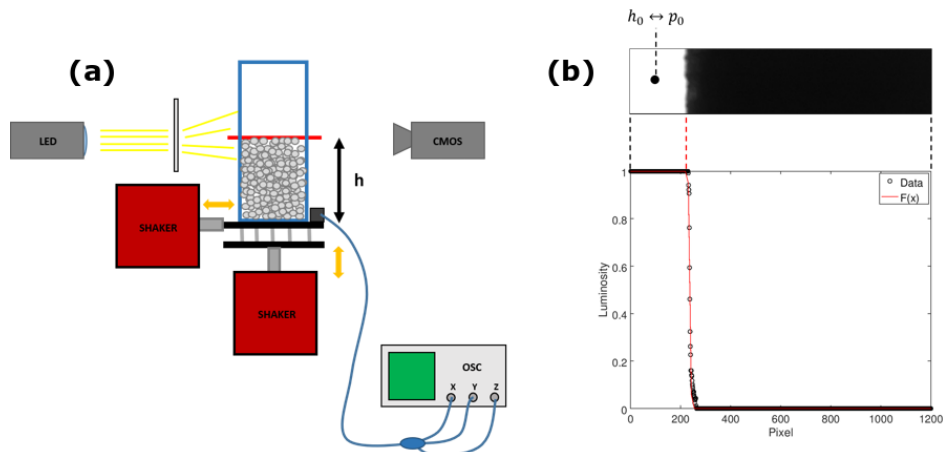 (a)
LED
CMOS
h
SHAKER
SHAKER
OSC
X Y Z
(b)
h₀ ↔ p₀
Data
F(x)
Luminosity
1
0.8
0.6
0.4
0.2
0
0 200 400 600 800 1000 1200
Pixel